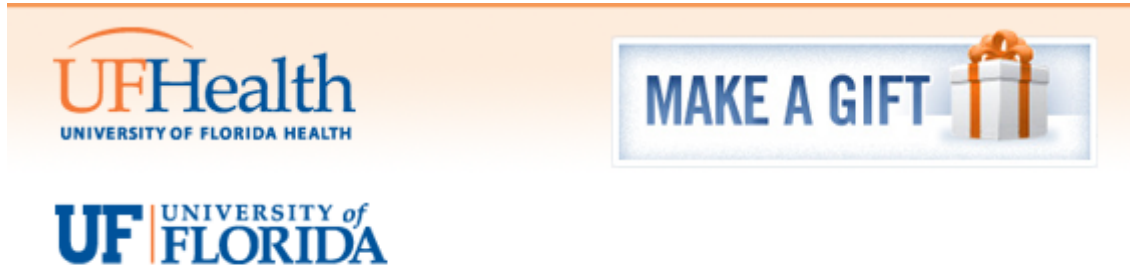 UFHealth
UNIVERSITY OF FLORIDA HEALTH
MAKE A GIFT
UF UNIVERSITY of
FLORIDA